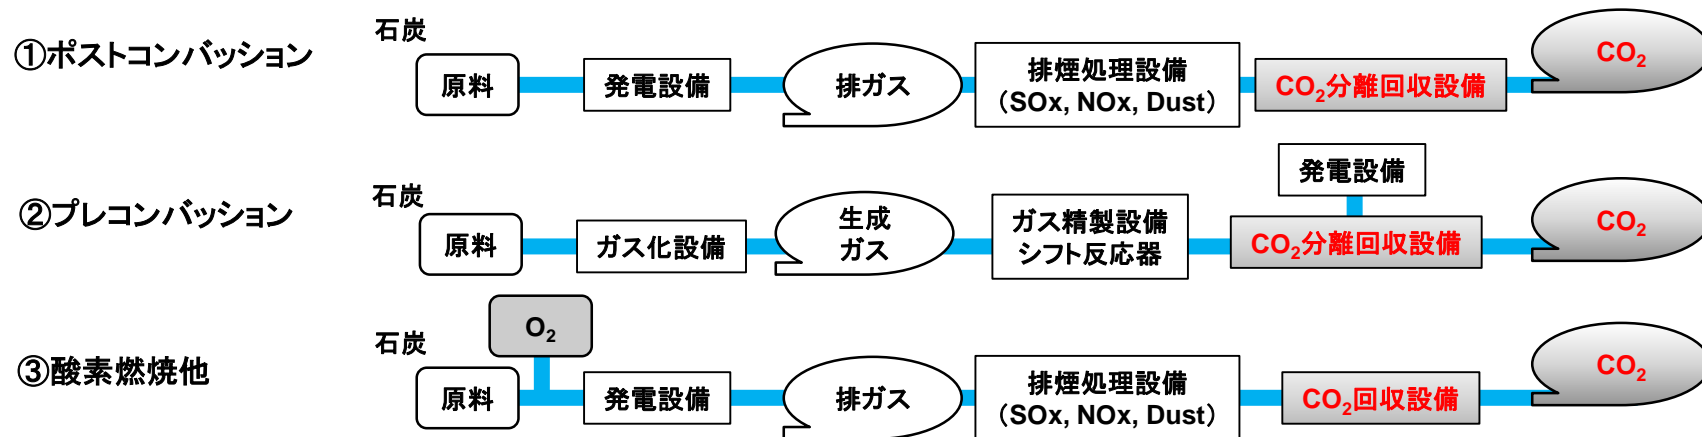 ①ポストコンバッション
石炭
原料
発電設備
排ガス
排煙処理設備
（SOx, NOx, Dust）
CO₂分離回収設備
CO₂
②プレコンバッション
石炭
原料
ガス化設備
生成
ガス
ガス精製設備
シフト反応器
発電設備
CO₂分離回収設備
CO₂
③酸素燃焼他
石炭
O₂
原料
発電設備
排ガス
排煙処理設備
（SOx, NOx, Dust）
CO₂回収設備
CO₂